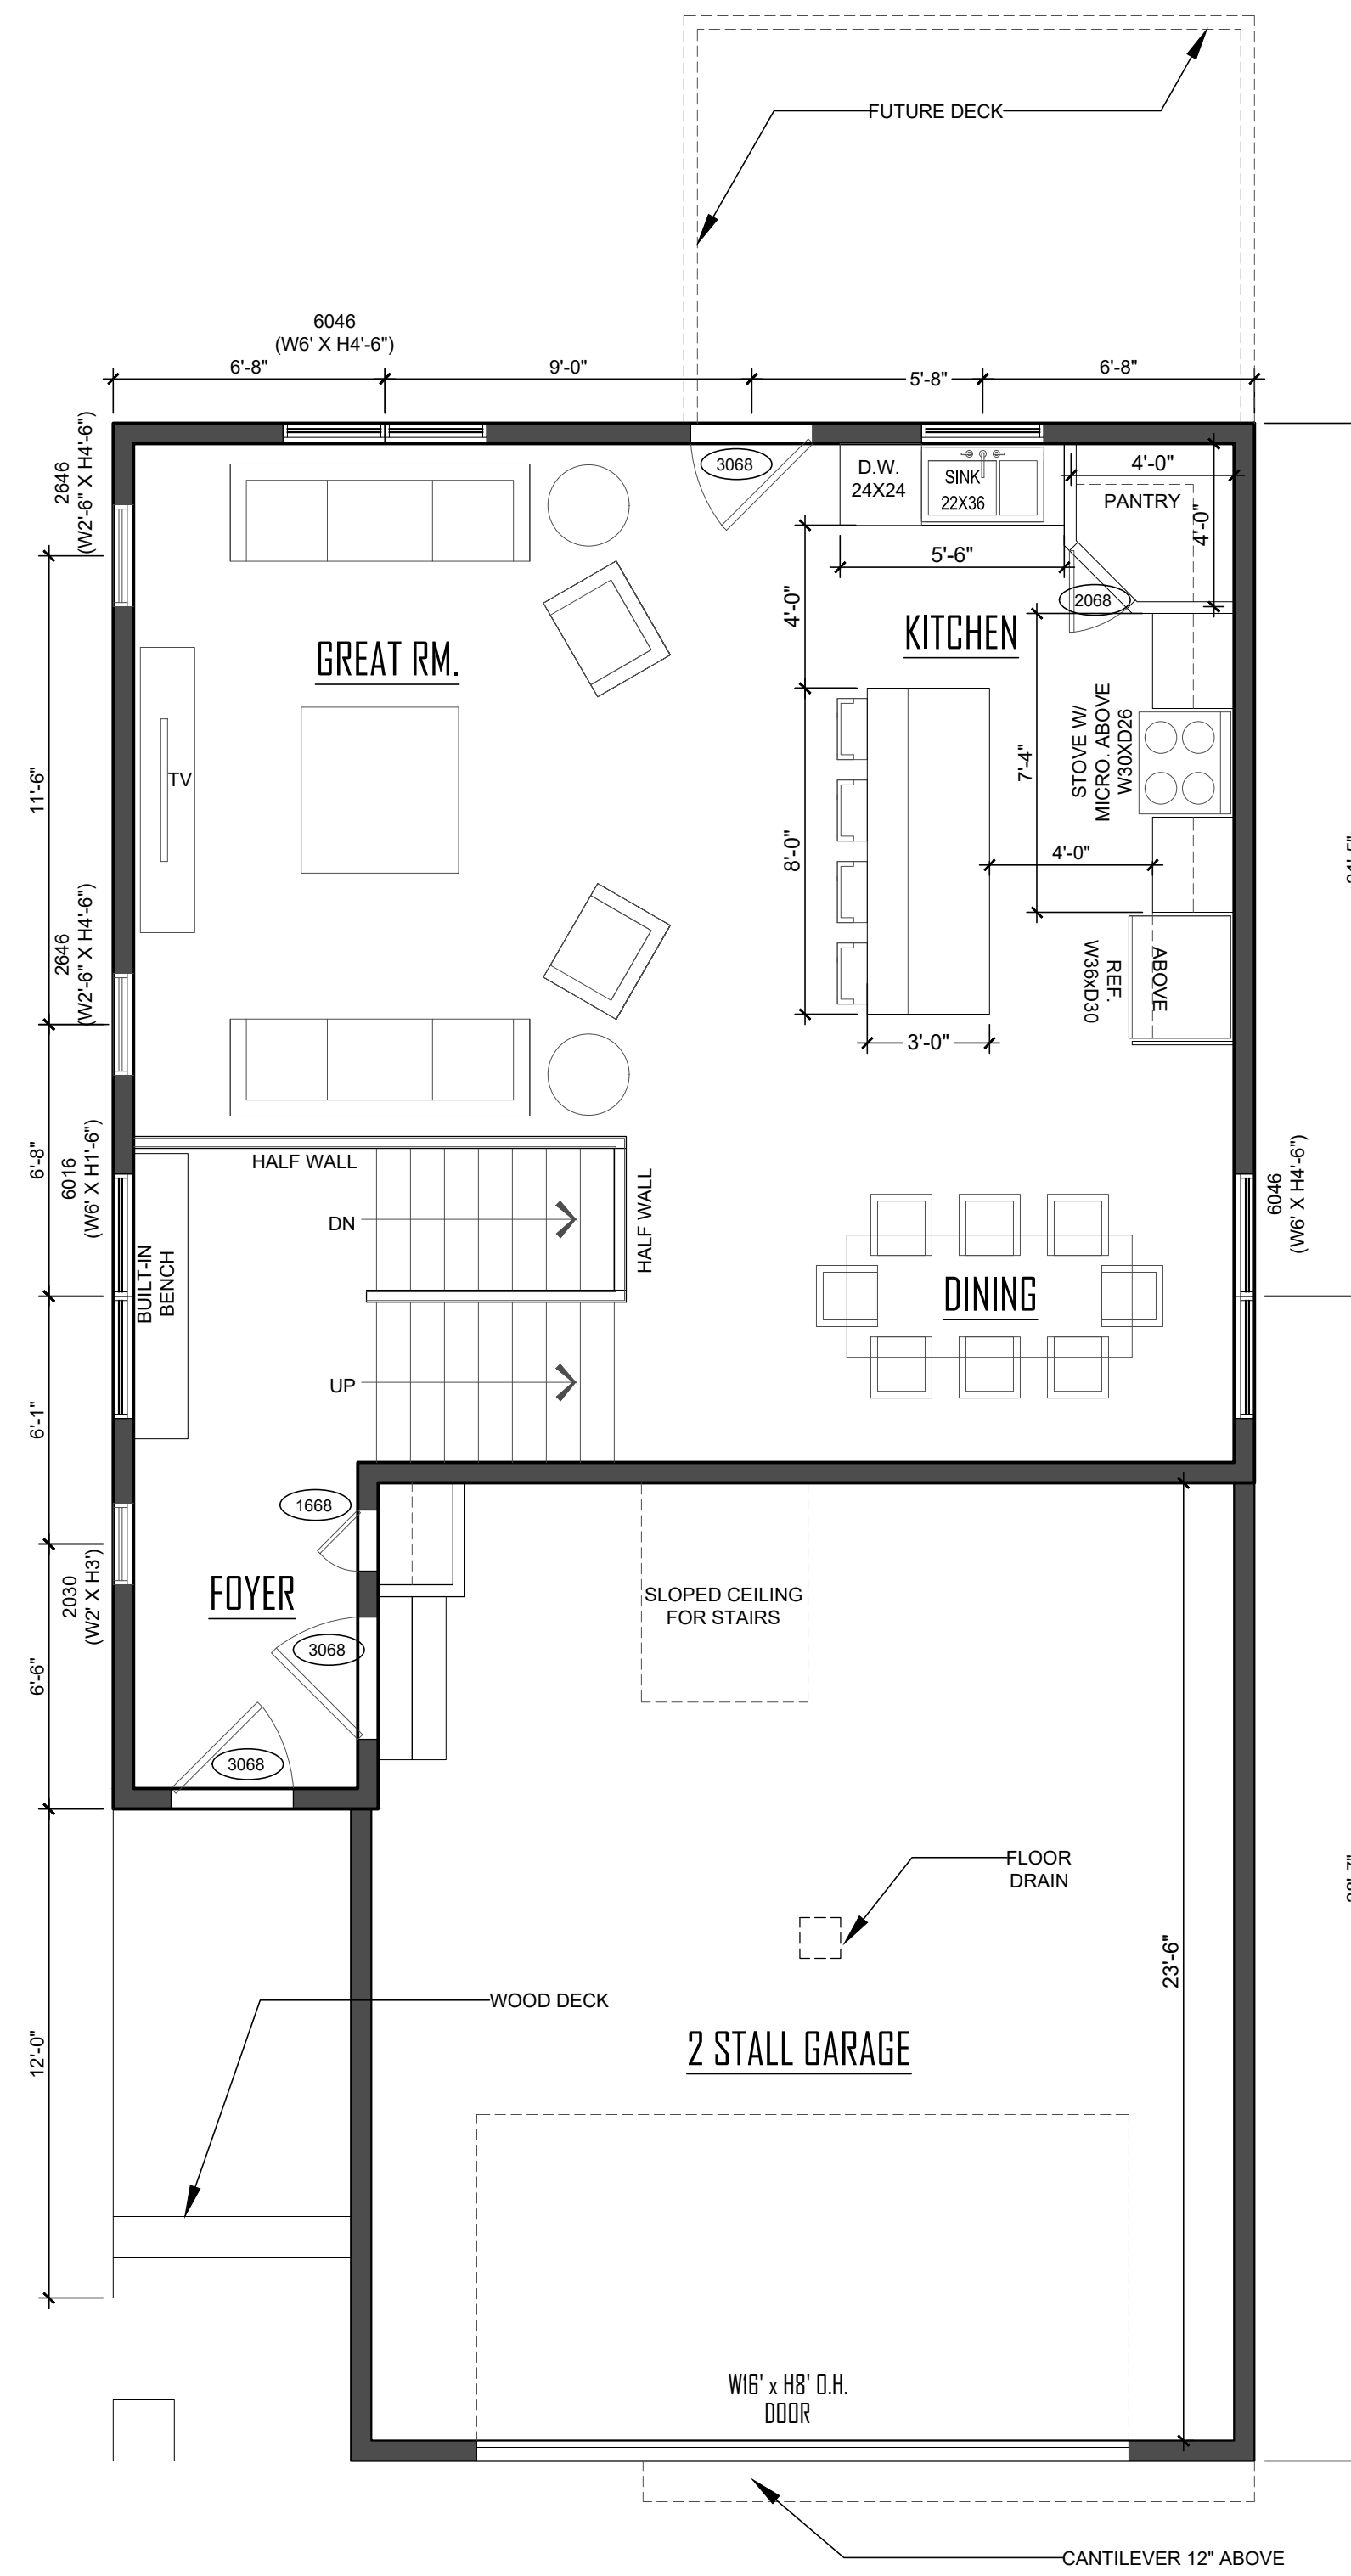 FUTURE DECK
6046
(W6' X H4'-6")
6'-8"
9'-0"
5'-8"
6'-8"
2646
(W2'-6" X H4'-6")
3068
D.W.
24X24
SINK
22X36
4'-0"
PANTRY
4'-0"
5'-6"
4'-0"
2068
KITCHEN
GREAT RM.
STOVE W/
MICRO. ABOVE
W30XD26
7'-4"
TV
11'-6"
8'-0"
4'-0"
2646
(W2'-6" X H4'-6")
ABOVE
REF.
W36xD30
3'-0"
6'-8"
6016
(W6' X H1'-6")
HALF WALL
HALF WALL
DN
BUILT-IN
BENCH
DINING
6046
(W6' X H4'-6")
UP
6'-1"
1668
2030
(W2' X H3')
FOYER
SLOPED CEILING
FOR STAIRS
3068
6'-6"
3068
FLOOR
DRAIN
23'-6"
WOOD DECK
12'-0"
2 STALL GARAGE
W16' x H8' O.H.
DOOR
CANTILEVER 12" ABOVE